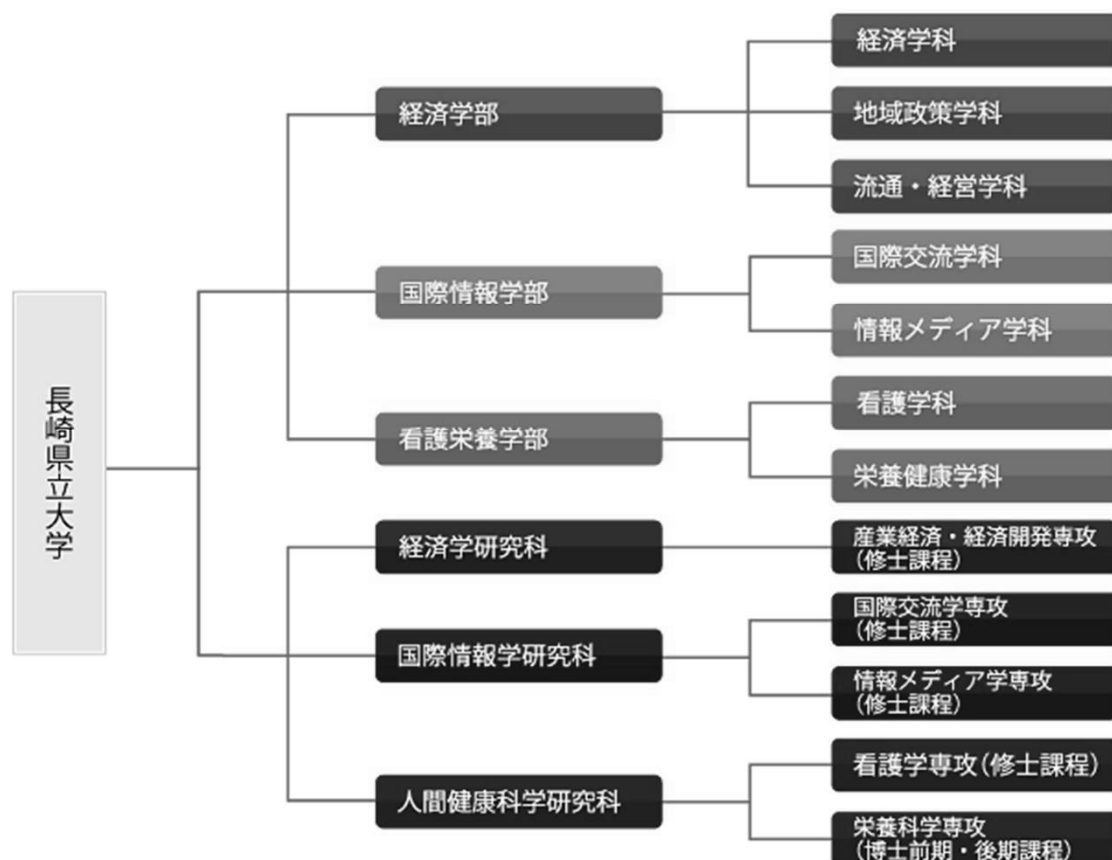 長崎県立大学
経済学部
経済学科
地域政策学科
流通・経営学科
国際情報学部
国際交流学科
情報メディア学科
看護栄養学部
看護学科
栄養健康学科
経済学研究科
産業経済・経済開発専攻
(修士課程)
国際情報学研究科
国際交流学専攻
(修士課程)
情報メディア学専攻
(修士課程)
人間健康科学研究科
看護学専攻(修士課程)
栄養科学専攻
(博士前期・後期課程)